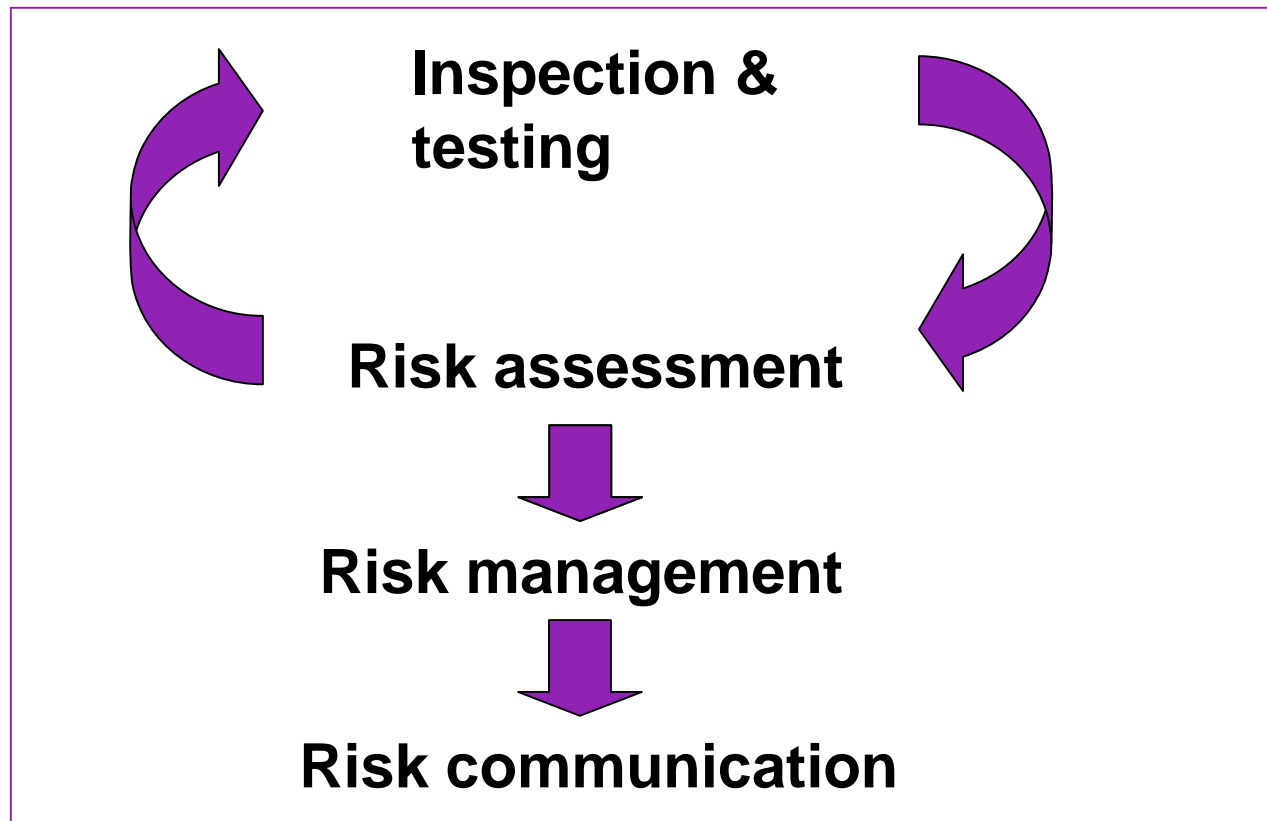 Inspection &
testing
Risk assessment
Risk management
Risk communication